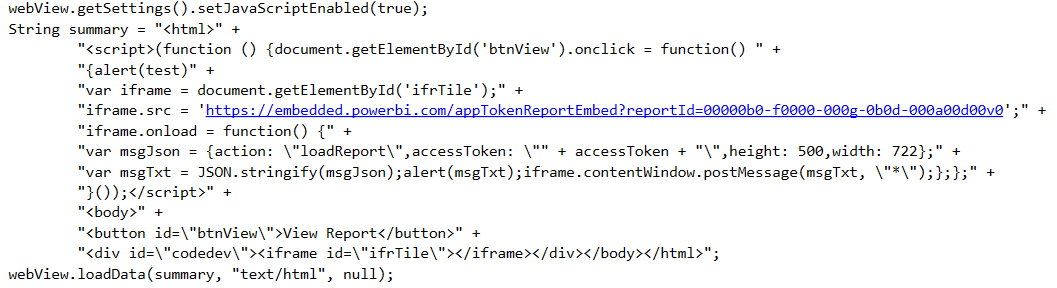 webView.getSettings().setJavaScriptEnabled(true);
String summary = "<html>" +
"<script>(function () {document.getElementById('btnView').onclick = function() " +
"{alert(test)" +
"var iframe = document.getElementById('ifrTile');" +
"iframe.src = 'https://embedded.powerbi.com/appTokenReportEmbed?reportId=00000b0-f0000-000g-0b0d-000a00d00v0';" +
"iframe.onload = function() {" +
"var msgJson = {action: \"loadReport\",accessToken: \"" + accessToken + "\",height: 500,width: 722};" +
"var msgTxt = JSON.stringify(msgJson);alert(msgTxt);iframe.contentWindow.postMessage(msgTxt, \"*\");};};" +
"}());</script>" +
"<body>" +
"<button id=\"btnView\">View Report</button>" +
"<div id=\"codedev\"><iframe id=\"ifrTile\"></iframe></div></body></html>";
webView.loadData(summary, "text/html", null);